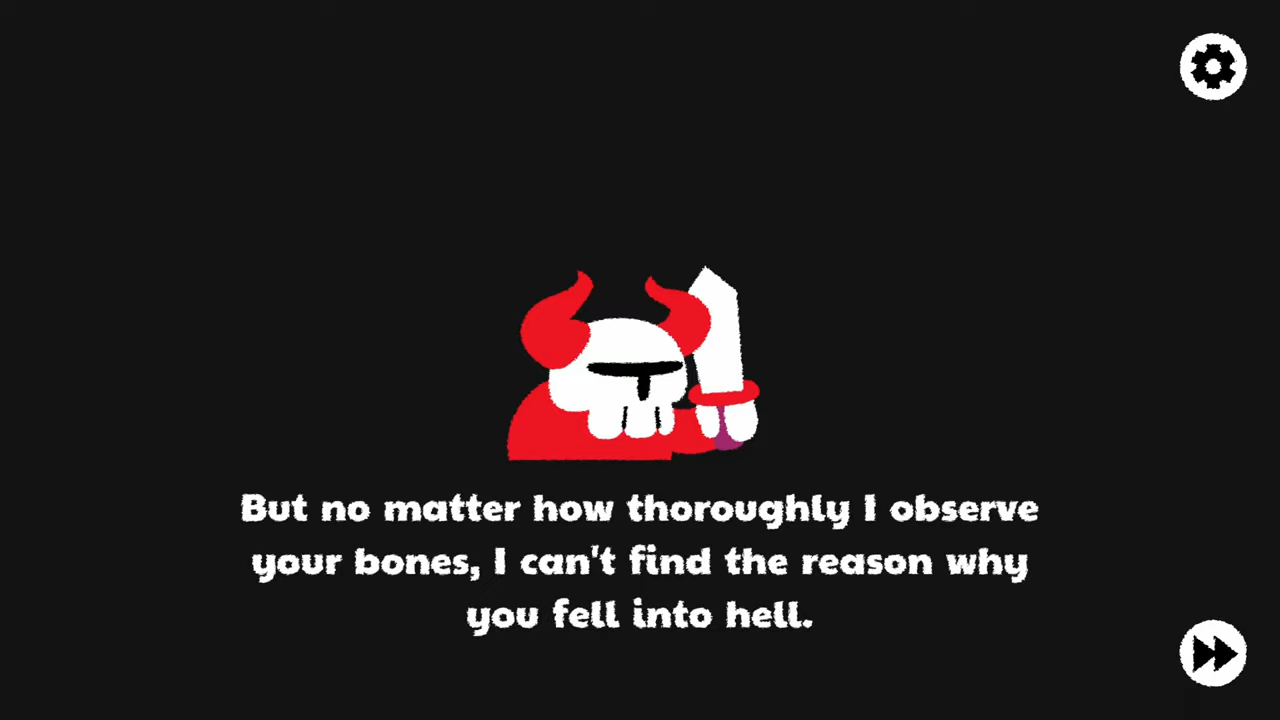 But no matter how thoroughly I observe
your bones, I can't find the reason why
you fell into hell.